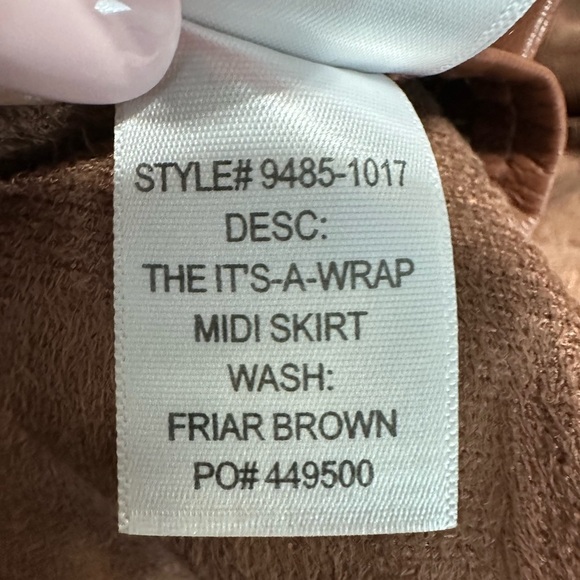 STYLE# 9485-1017
DESC:
THE IT'S-A-WRAP
MIDI SKIRT
WASH:
FRIAR BROWN
PO# 449500